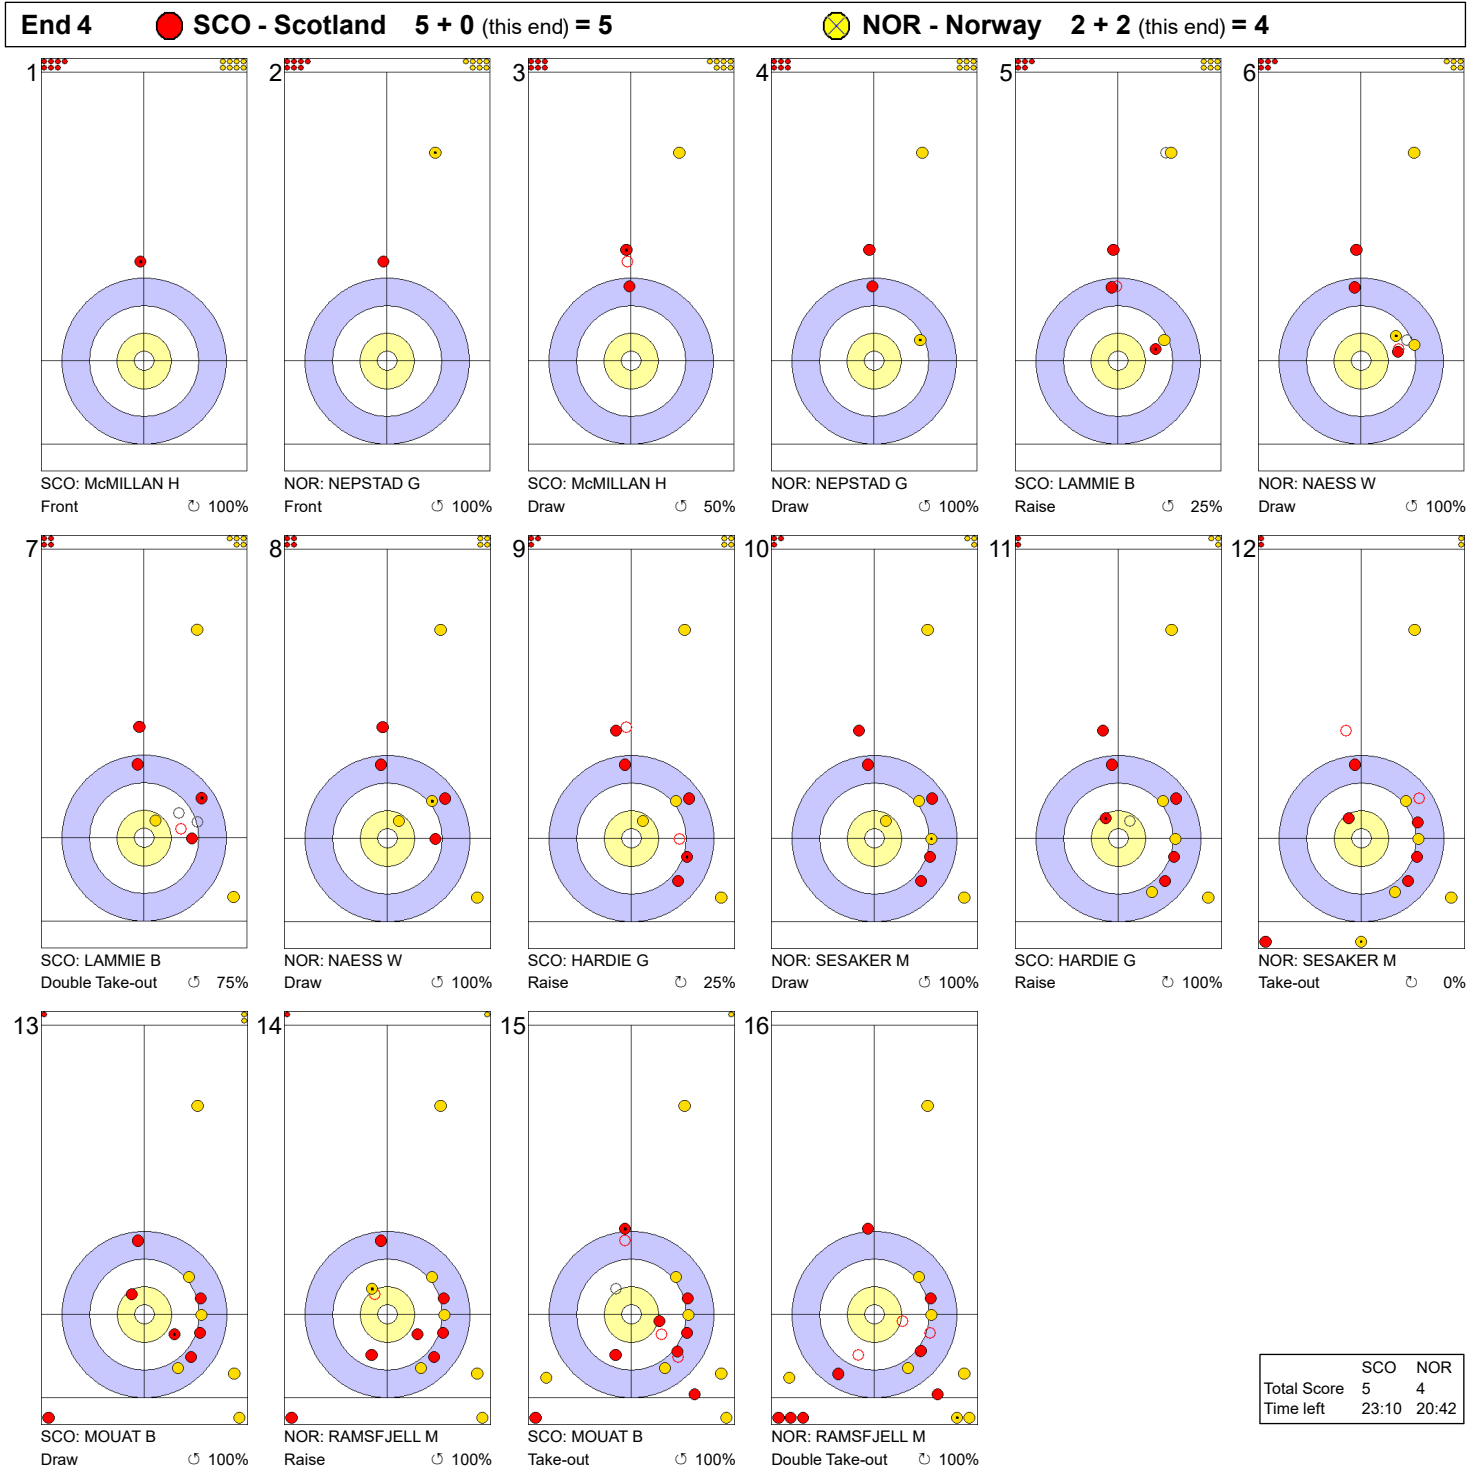 End 4 SCO - Scotland 5 + 0 (this end) = 5 NOR - Norway 2 + 2 (this end) = 4
1 2 3 4 5 6
SCO: McMILLAN H NOR: NEPSTAD G SCO: McMILLAN H NOR: NEPSTAD G SCO: LAMMIE B NOR: NAESS W
Front ↻ 100% Front ↺ 100% Draw ↺ 50% Draw ↺ 100% Raise ↺ 25% Draw ↺ 100%
7 8 9 10 11 12
SCO: LAMMIE B NOR: NAESS W SCO: HARDIE G NOR: SESAKER M SCO: HARDIE G NOR: SESAKER M
Double Take-out ↺ 75% Draw ↺ 100% Raise ↻ 25% Draw ↺ 100% Raise ↺ 100% Take-out ↻ 0%
13 14 15 16
SCO: MOUAT B NOR: RAMSFJELL M SCO: MOUAT B NOR: RAMSFJELL M
Draw ↺ 100% Raise ↺ 100% Take-out ↺ 100% Double Take-out ↻ 100%
SCO NOR
Total Score 5 4
Time left 23:10 20:42